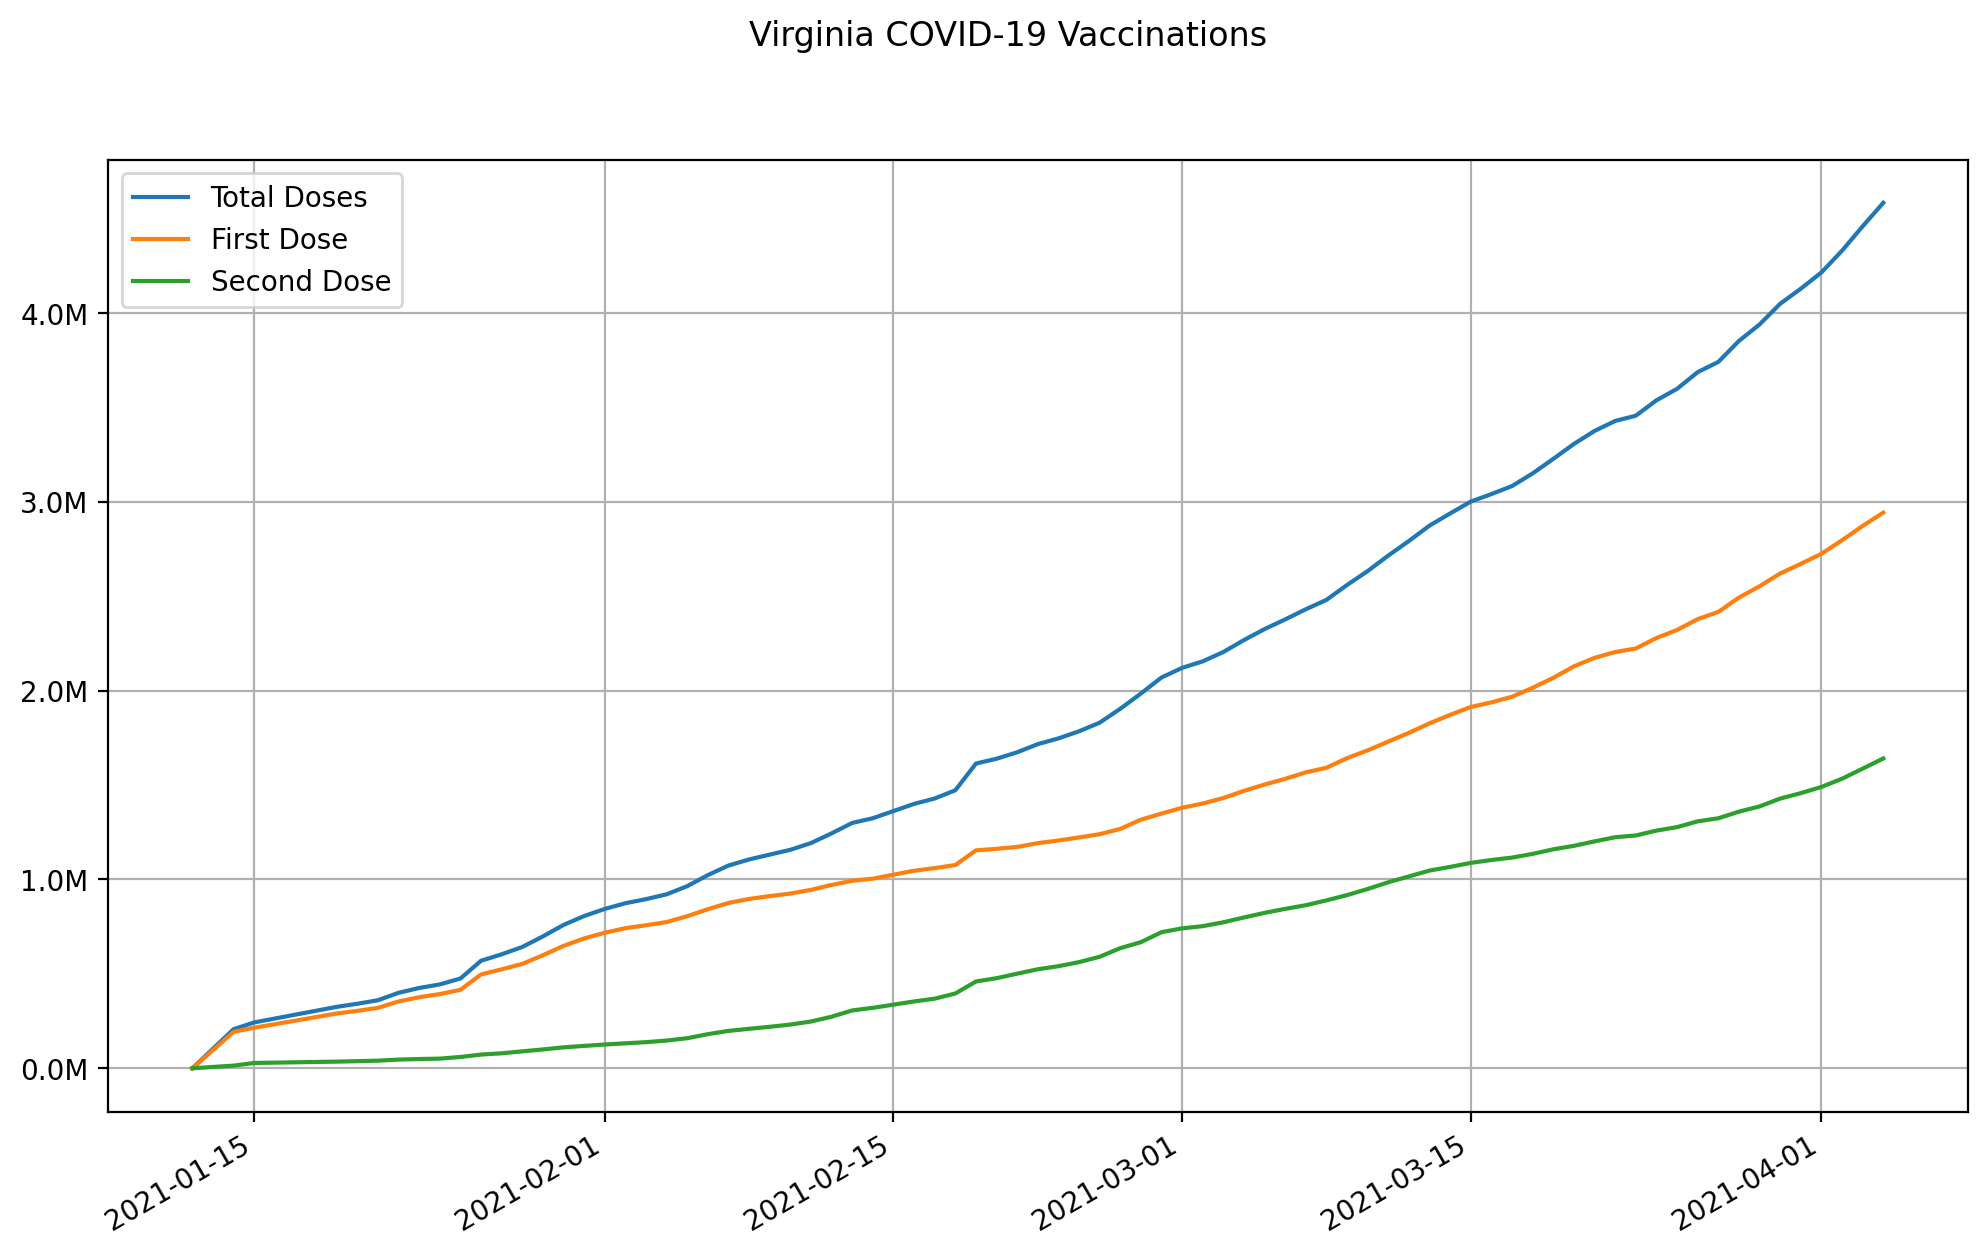 Virginia COVID-19 Vaccinations
Total Doses
First Dose
Second Dose
4.0M
3.0M
2.0M
1.0M
0.0M
2021-01-15
2021-02-01
2021-02-15
2021-03-01
2021-03-15
2021-04-01